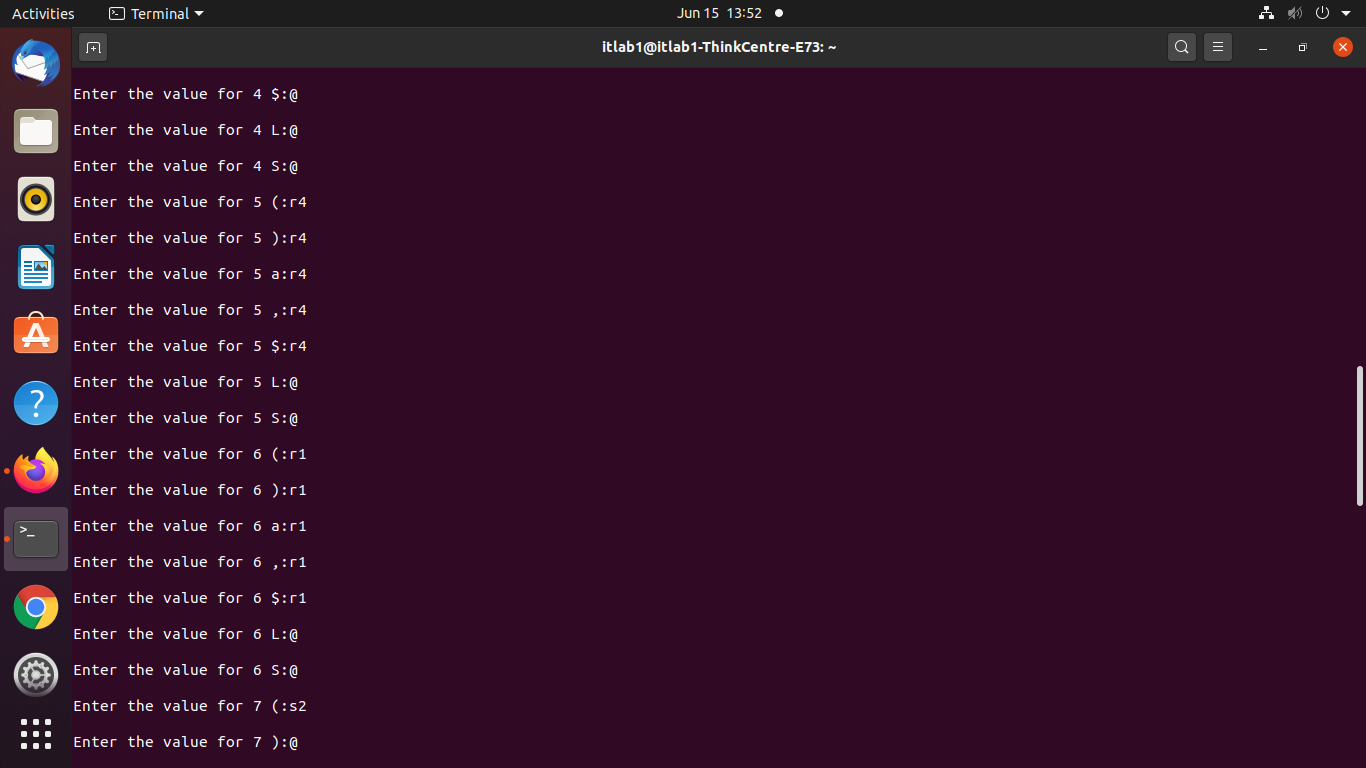 Activities Terminal Jun 15 13:52
itlab1@itlab1-ThinkCentre-E73: ~
Enter the value for 4 $:@
Enter the value for 4 L:@
Enter the value for 4 S:@
Enter the value for 5 (:r4
Enter the value for 5 ):r4
Enter the value for 5 a:r4
Enter the value for 5 ,:r4
Enter the value for 5 $:r4
Enter the value for 5 L:@
Enter the value for 5 S:@
Enter the value for 6 (:r1
Enter the value for 6 ):r1
Enter the value for 6 a:r1
Enter the value for 6 ,:r1
Enter the value for 6 $:r1
Enter the value for 6 L:@
Enter the value for 6 S:@
Enter the value for 7 (:s2
Enter the value for 7 ):@